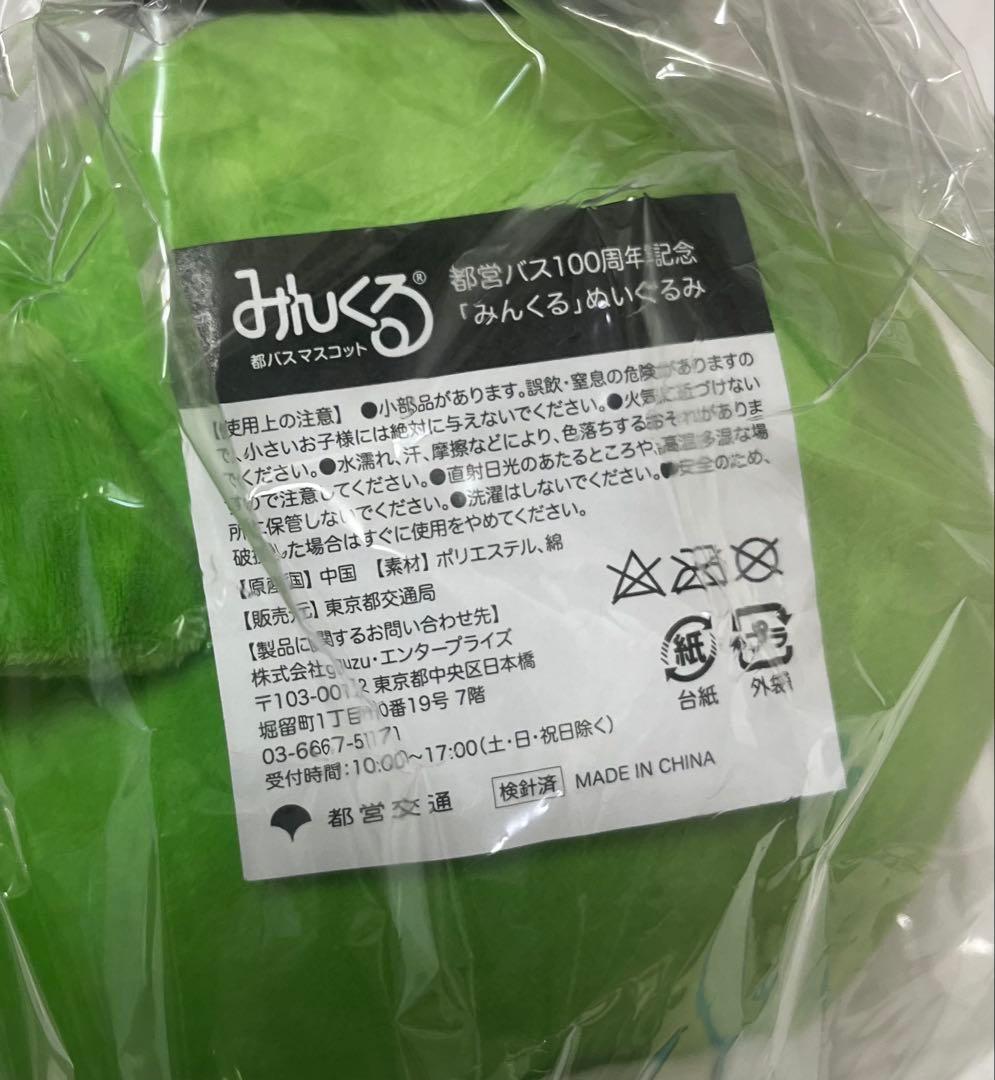 みんくる®
都バスマスコット
都営バス100周年記念
「みんくる」ぬいぐるみ
【使用上の注意】 ●小部品があります。誤飲・窒息の危険がありますの
で、小さいお子様には絶対に与えないでください。●火気に近づけない
でください。●水濡れ、汗、摩擦などにより、色落ちするおそれがありま
すので注意してください。●直射日光のあたるところや、高温多湿な場
所に保管しないでください。●洗濯はしないでください。●安全のため、
破損した場合はすぐに使用をやめてください。
【原産国】 中国 【素材】 ポリエステル、綿
【販売元】 東京都交通局
【製品に関するお問い合わせ先】
株式会社 エンタープライズ
東京都中央区日本橋
堀留町1丁目 19号 7階
受付時間：10:00～17:00(土・日・祝日除く)
紙
台紙
外袋
都営交通
検針済
MADE IN CHINA